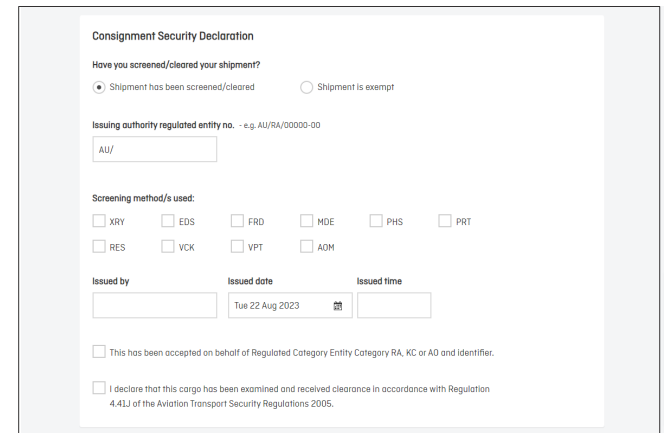 Consignment Security Declaration
Have you screened/cleared your shipment?
Shipment has been screened/cleared Shipment is exempt
Issuing authority regulated entity no. - e.g. AU/RA/00000-00
AU/
Screening method/s used:
XRY EDS FRD MDE PHS PRT
RES VCK VPT AOM
Issued by Issued date Issued time
Tue 22 Aug 2023
This has been accepted on behalf of Regulated Category Entity Category RA, KC or AO and identifier.
I declare that this cargo has been examined and received clearance in accordance with Regulation
4.41J of the Aviation Transport Security Regulations 2005.